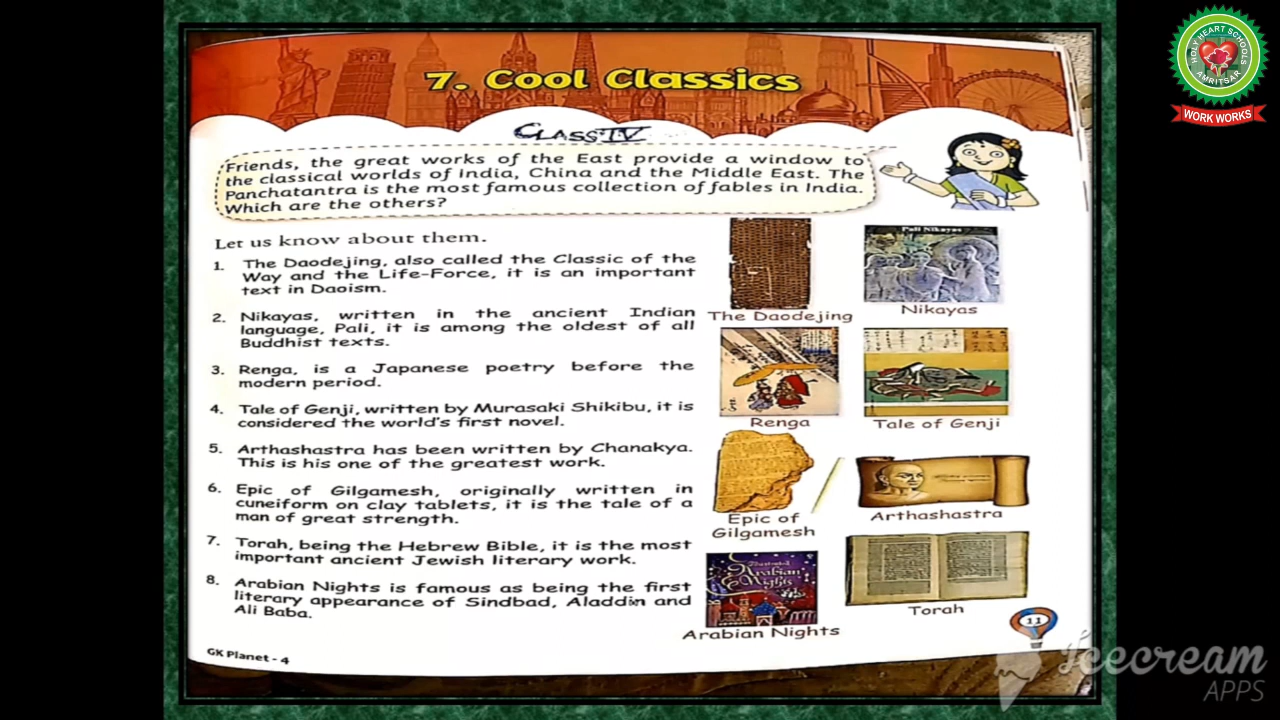 7. Cool Classics
CLASS-IV
Friends, the great works of the East provide a window to
the classical worlds of India, China and the Middle East. The
Panchatantra is the most famous collection of fables in India.
Which are the others?
Let us know about them.
1. The Daodejing, also called the Classic of the
Way and the Life-Force, it is an important
text in Daoism.
2. Nikayas, written in the ancient Indian
language, Pali, it is among the oldest of all
Buddhist texts.
3. Renga, is a Japanese poetry before the
modern period.
4. Tale of Genji, written by Murasaki Shikibu, it is
considered the world's first novel.
5. Arthashastra has been written by Chanakya.
This is his one of the greatest work.
6. Epic of Gilgamesh, originally written in
cuneiform on clay tablets, it is the tale of a
man of great strength.
7. Torah, being the Hebrew Bible, it is the most
important ancient Jewish literary work.
8. Arabian Nights is famous as being the first
literary appearance of Sindbad, Aladdin and
Ali Baba.
The Daodejing
Pali Nikayas
Nikayas
Renga
Tale of Genji
Epic of
Gilgamesh
Arthashastra
Illustrated
Arabian
Nights
Arabian Nights
Torah
11
GK Planet - 4
HOLY HEART SCHOOLS
AMRITSAR
WORK WORKS
Icecream
APPS